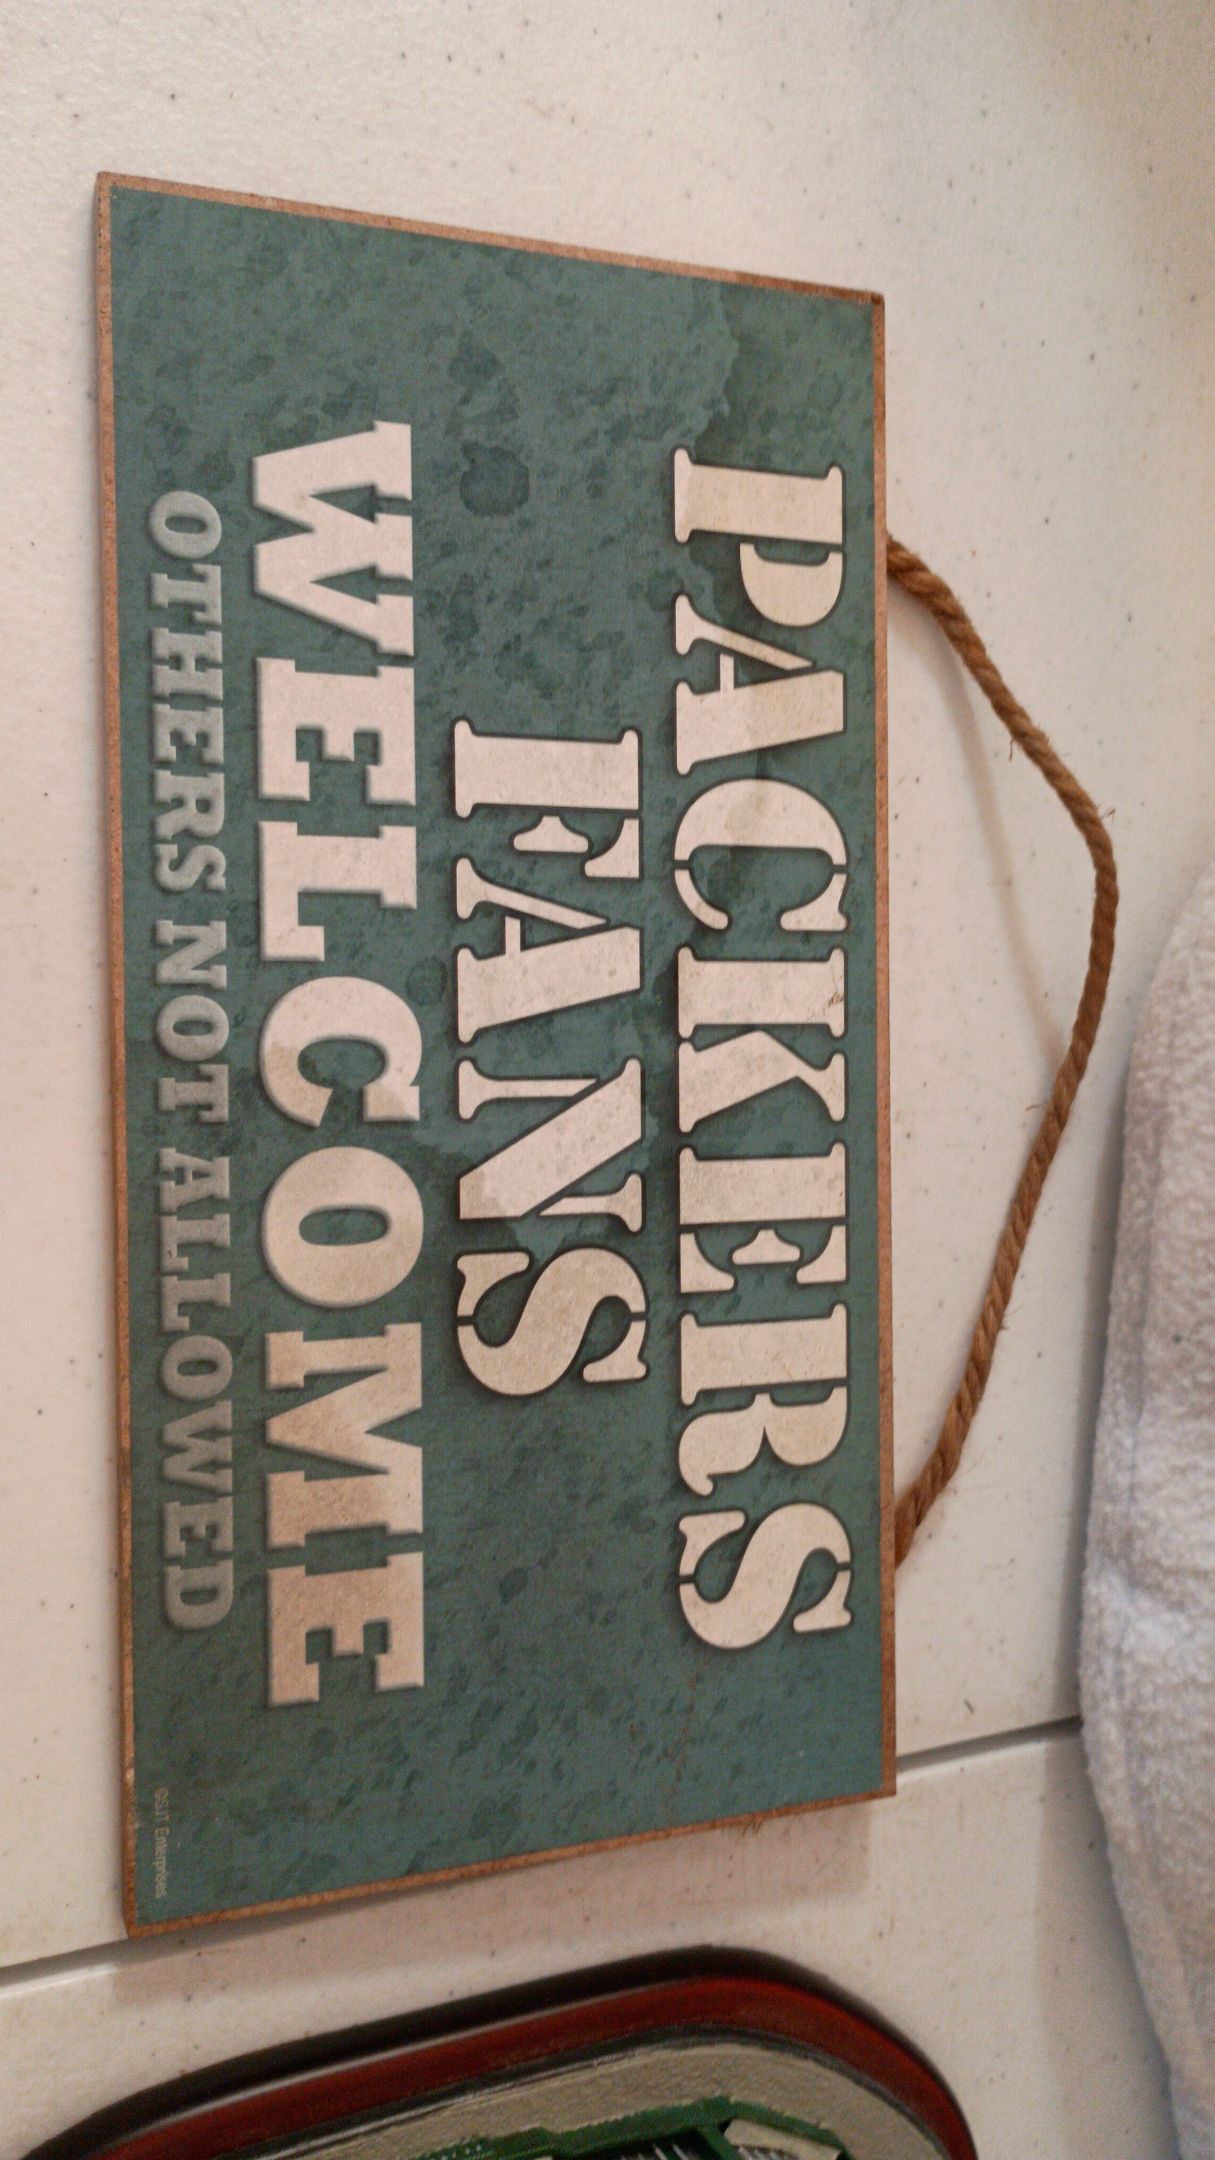 PACKERS
FANS
WELCOME
OTHERS NOT ALLOWED
©SJT Enterprises